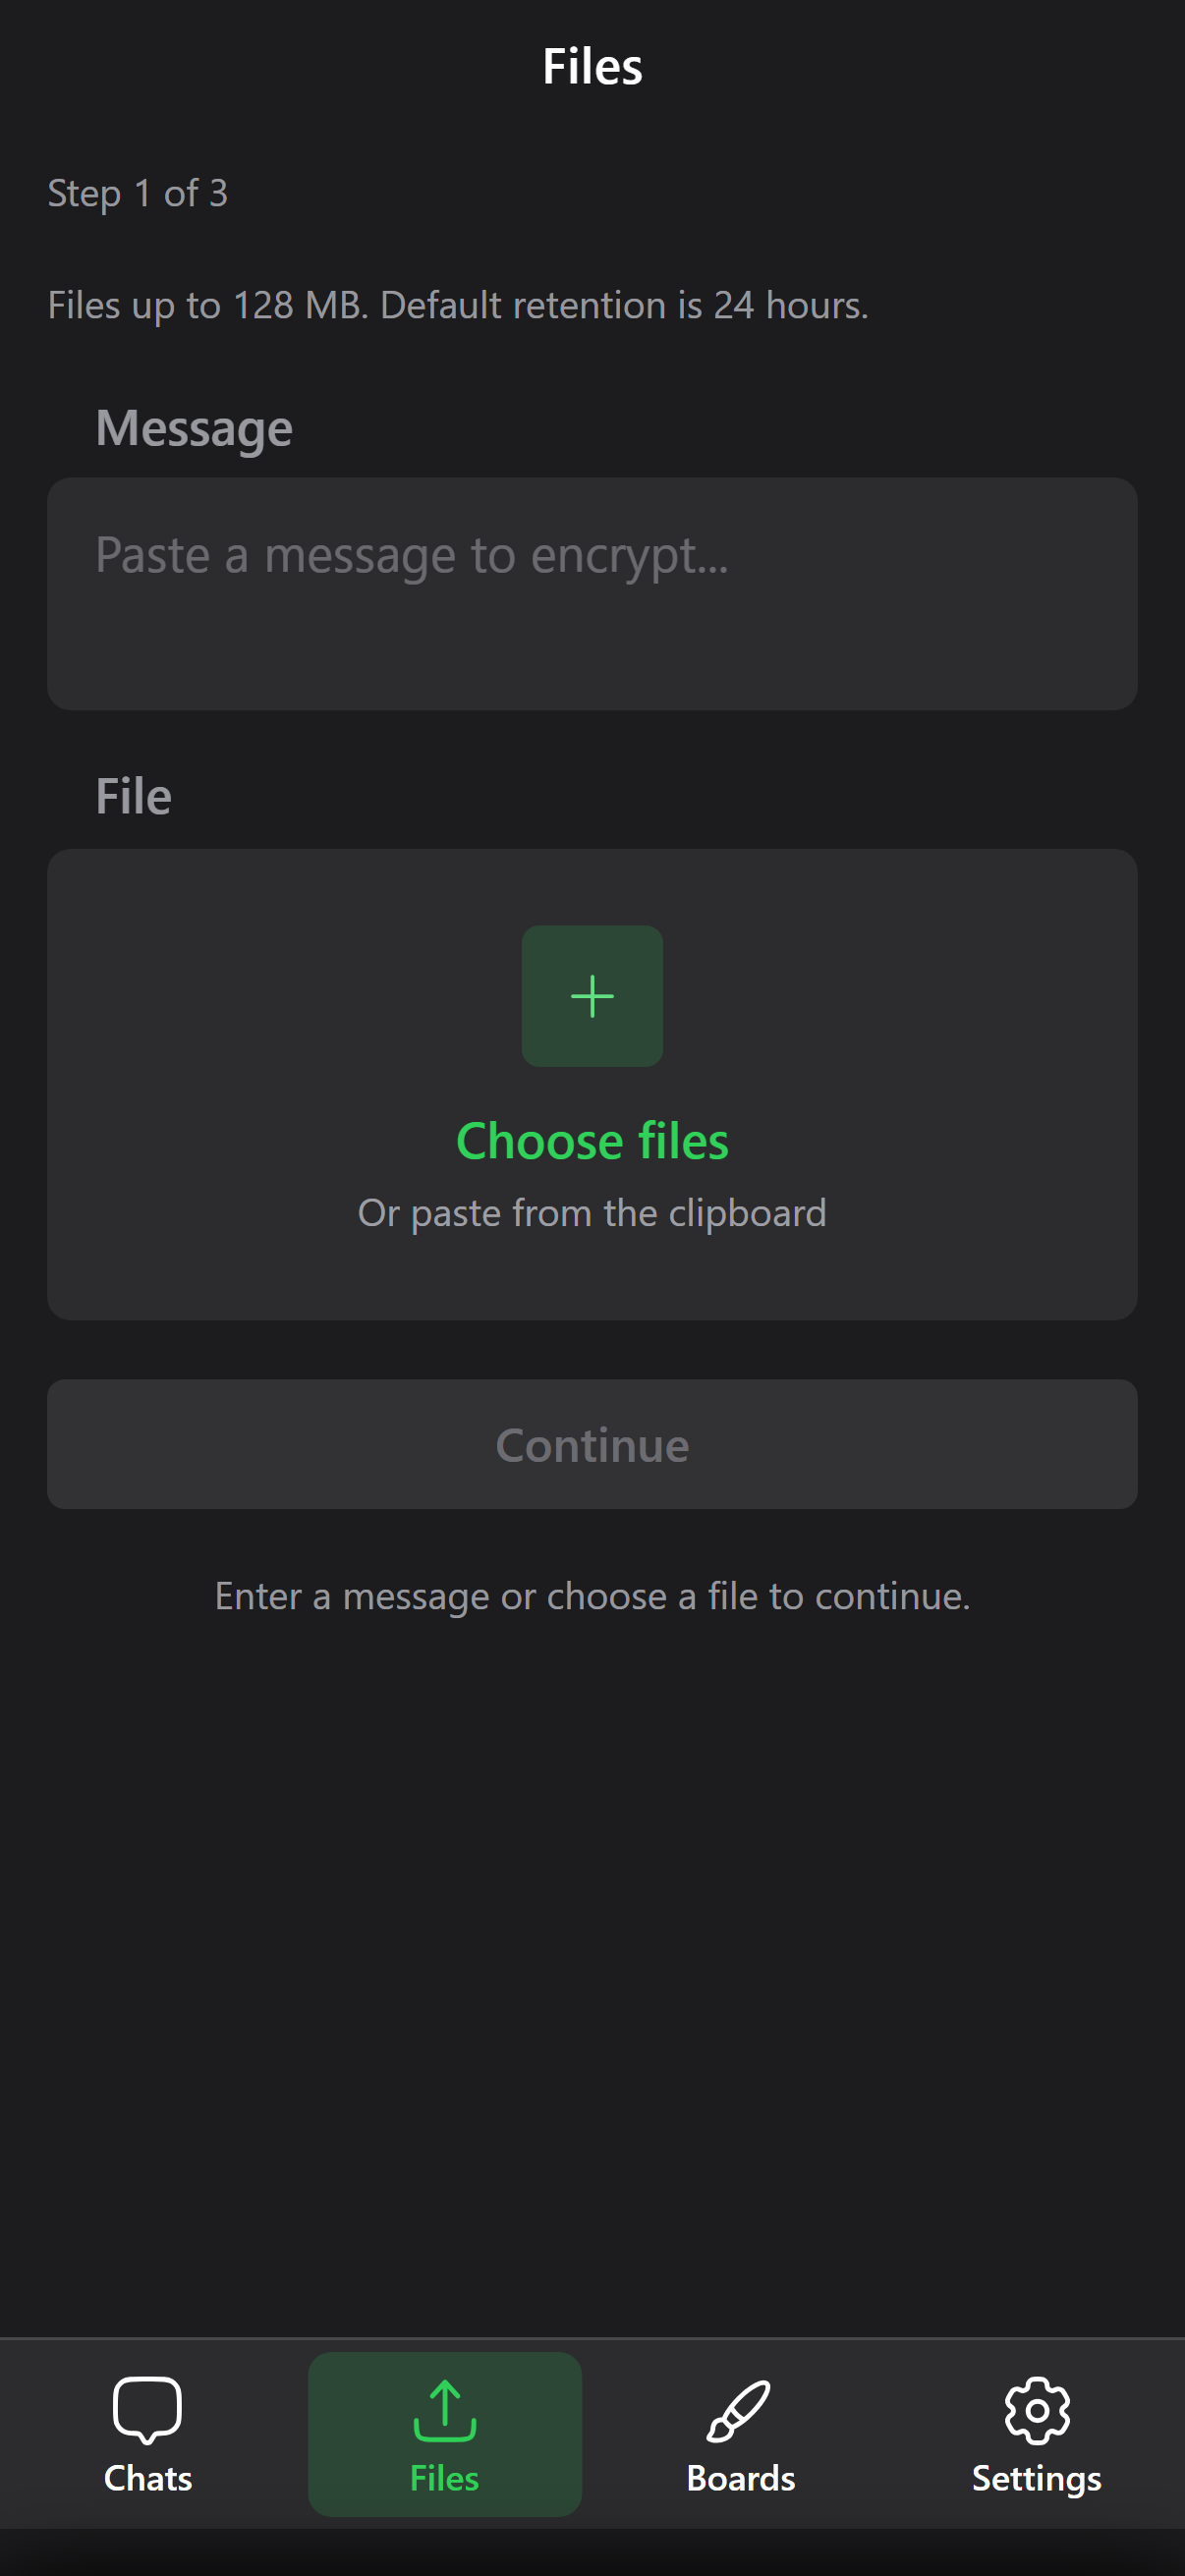 Files
Step 1 of 3
Files up to 128 MB. Default retention is 24 hours.
Message
Paste a message to encrypt...
File
Choose files
Or paste from the clipboard
Continue
Enter a message or choose a file to continue.
Chats
Files
Boards
Settings